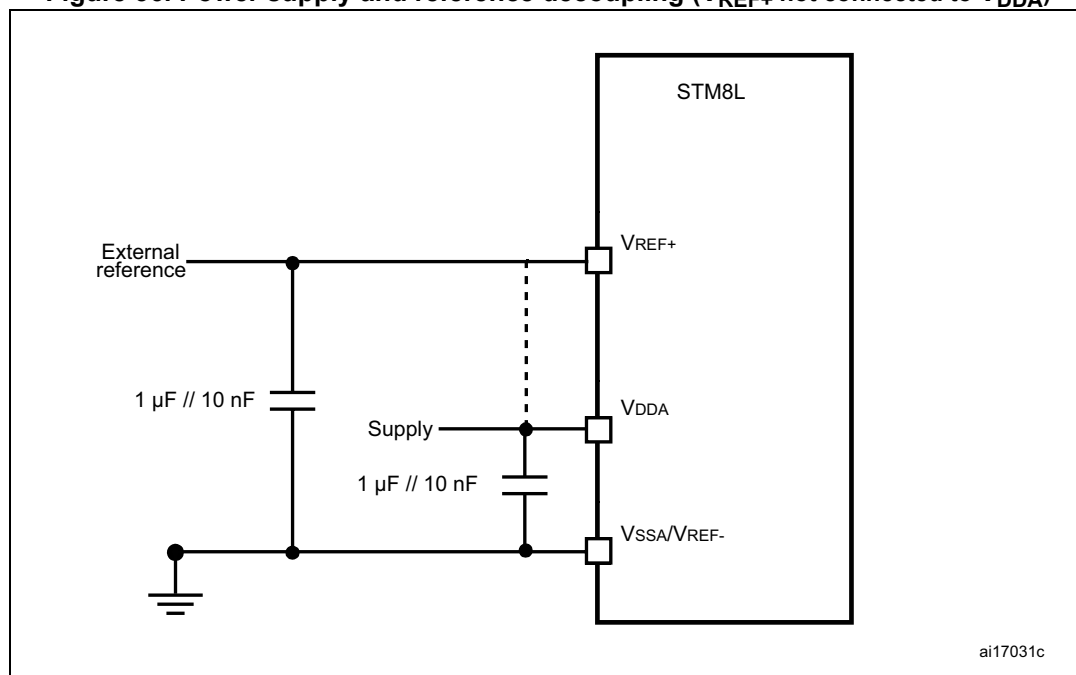 Figure 38. Power supply and reference decoupling (VREF+ not connected to VDDA)
STM8L
VREF+
External
reference
1 µF // 10 nF
VDDA
Supply
1 µF // 10 nF
VSSA/VREF-
ai17031c